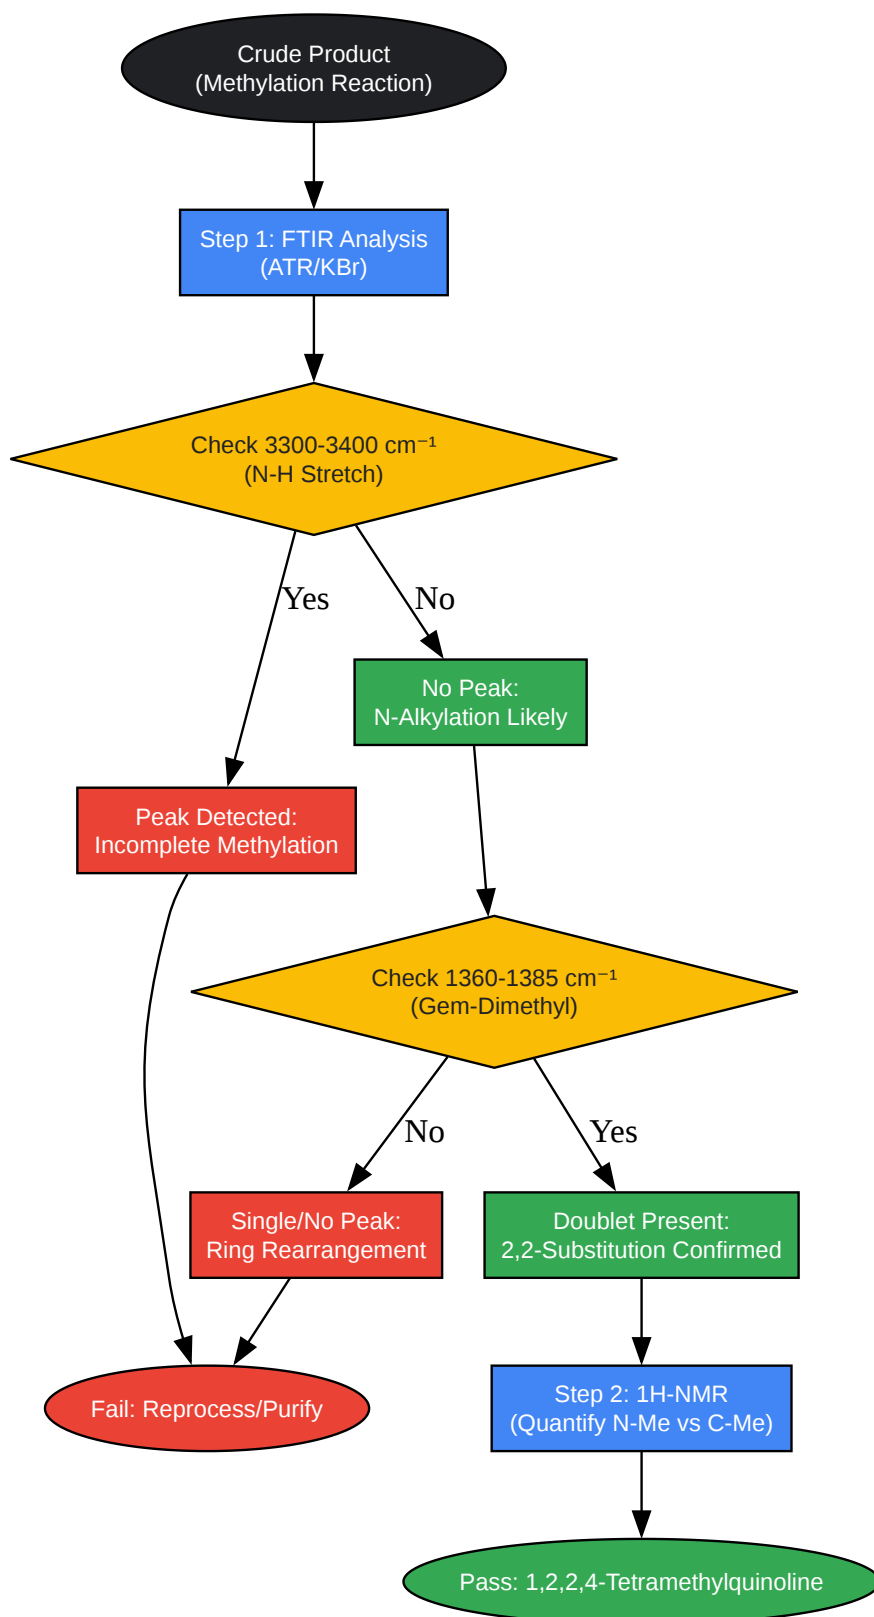 Crude Product
(Methylation Reaction)
Step 1: FTIR Analysis
(ATR/KBr)
Check 3300-3400 cm⁻¹
(N-H Stretch)
Yes
No
No Peak:
N-Alkylation Likely
Peak Detected:
Incomplete Methylation
Check 1360-1385 cm⁻¹
(Gem-Dimethyl)
No
Yes
Single/No Peak:
Ring Rearrangement
Doublet Present:
2,2-Substitution Confirmed
Fail: Reprocess/Purify
Step 2: 1H-NMR
(Quantify N-Me vs C-Me)
Pass: 1,2,2,4-Tetramethylquinoline